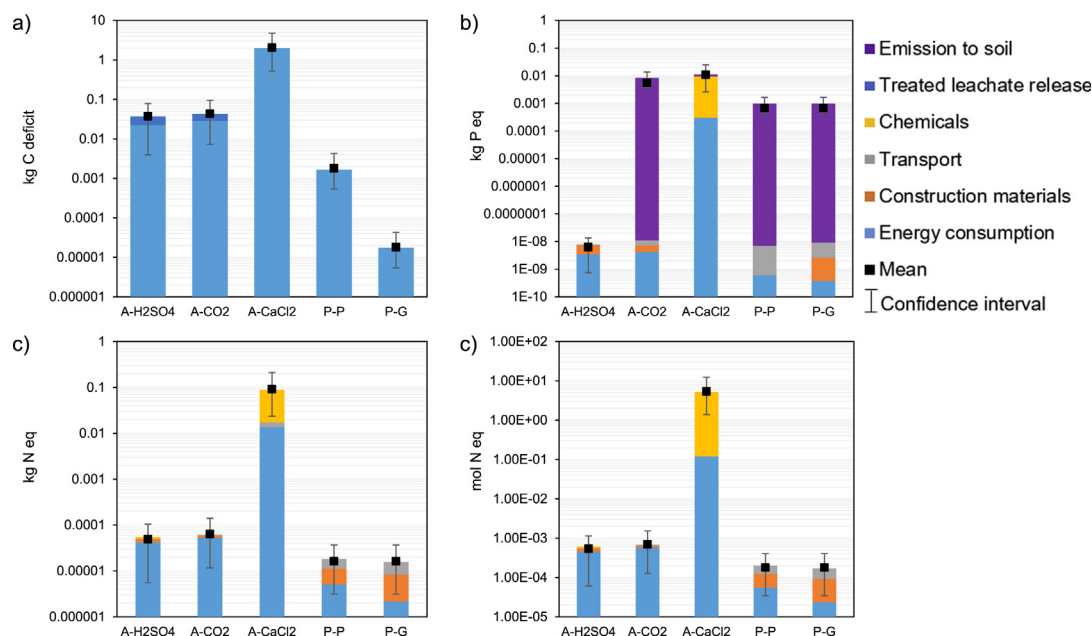 a)
kg C deficit
10
1
0.1
0.01
0.001
0.0001
0.00001
0.000001
A-H2SO4 A-CO2 A-CaCl2 P-P P-G
b)
kg P eq
1
0.1
0.01
0.001
0.0001
0.00001
0.000001
0.0000001
1E-08
1E-09
1E-10
A-H2SO4 A-CO2 A-CaCl2 P-P P-G
Emission to soil
Treated leachate release
Chemicals
Transport
Construction materials
Energy consumption
Mean
Confidence interval
c)
kg N eq
1
0.1
0.01
0.001
0.0001
0.00001
0.000001
A-H2SO4 A-CO2 A-CaCl2 P-P P-G
c)
mol N eq
1.00E+02
1.00E+01
1.00E+00
1.00E-01
1.00E-02
1.00E-03
1.00E-04
1.00E-05
A-H2SO4 A-CO2 A-CaCl2 P-P P-G